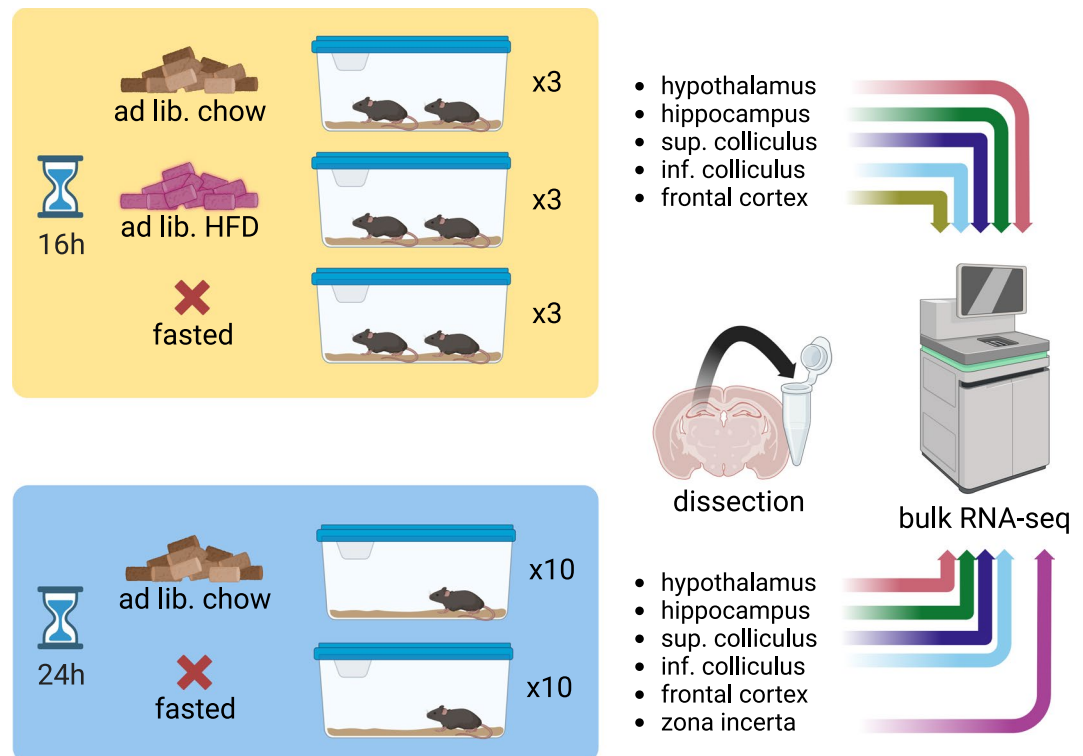 ad lib. chow
x3
16h
ad lib. HFD
x3
fasted
x3
• hypothalamus
• hippocampus
• sup. colliculus
• inf. colliculus
• frontal cortex
dissection
bulk RNA-seq
24h
ad lib. chow
x10
fasted
x10
• hypothalamus
• hippocampus
• sup. colliculus
• inf. colliculus
• frontal cortex
• zona incerta